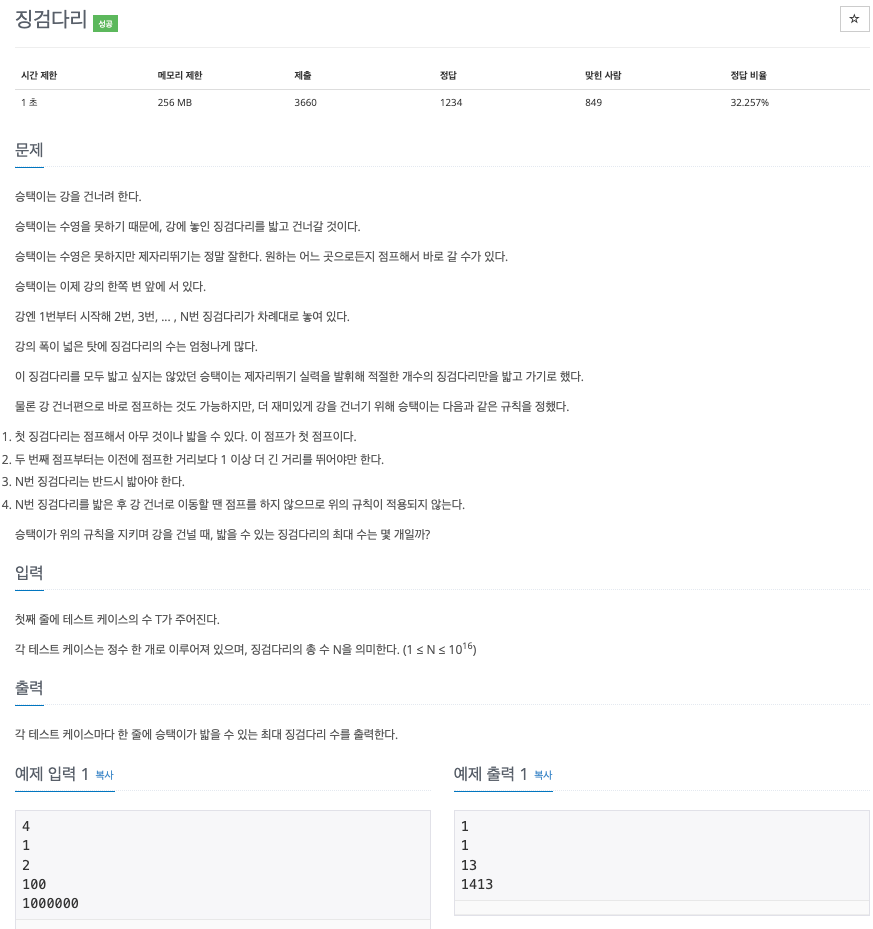 징검다리 성공
☆
시간 제한 메모리 제한 제출 정답 맞힌 사람 정답 비율
1 초 256 MB 3660 1234 849 32.257%
문제
승택이는 강을 건너려 한다.
승택이는 수영을 못하기 때문에, 강에 놓인 징검다리를 밟고 건너갈 것이다.
승택이는 수영은 못하지만 제자리뛰기는 정말 잘한다. 원하는 어느 곳으로든지 점프해서 바로 갈 수가 있다.
승택이는 이제 강의 한쪽 변 앞에 서 있다.
강엔 1번부터 시작해 2번, 3번, ... , N번 징검다리가 차례대로 놓여 있다.
강의 폭이 넓은 탓에 징검다리의 수는 엄청나게 많다.
이 징검다리를 모두 밟고 싶지는 않았던 승택이는 제자리뛰기 실력을 발휘해 적절한 개수의 징검다리만을 밟고 가기로 했다.
물론 강 건너편으로 바로 점프하는 것도 가능하지만, 더 재미있게 강을 건너기 위해 승택이는 다음과 같은 규칙을 정했다.
1. 첫 징검다리는 점프해서 아무 것이나 밟을 수 있다. 이 점프가 첫 점프이다.
2. 두 번째 점프부터는 이전에 점프한 거리보다 1 이상 더 긴 거리를 뛰어야만 한다.
3. N번 징검다리는 반드시 밟아야 한다.
4. N번 징검다리를 밟은 후 강 건너로 이동할 땐 점프를 하지 않으므로 위의 규칙이 적용되지 않는다.
승택이가 위의 규칙을 지키며 강을 건널 때, 밟을 수 있는 징검다리의 최대 수는 몇 개일까?
입력
첫째 줄에 테스트 케이스의 수 T가 주어진다.
각 테스트 케이스는 정수 한 개로 이루어져 있으며, 징검다리의 총 수 N을 의미한다. (1 ≤ N ≤ 10¹⁶)
출력
각 테스트 케이스마다 한 줄에 승택이가 밟을 수 있는 최대 징검다리 수를 출력한다.
예제 입력 1 복사
4
1
2
100
1000000
예제 출력 1 복사
1
1
13
1413